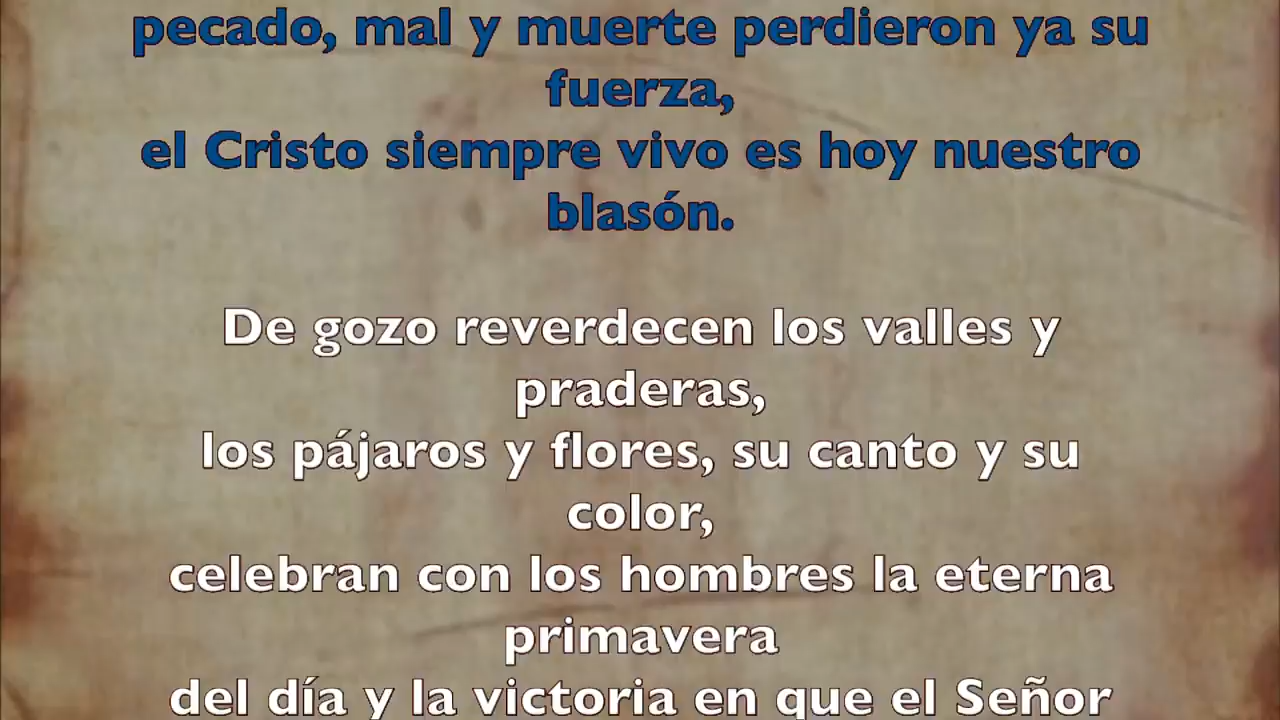 pecado, mal y muerte perdieron ya su
fuerza,
el Cristo siempre vivo es hoy nuestro
blasón.
De gozo reverdecen los valles y
praderas,
los pájaros y flores, su canto y su
color,
celebran con los hombres la eterna
primavera
del día y la victoria en que el Señor